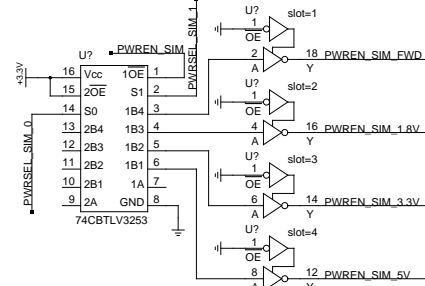 U?
slot=1
1
OE
2
A
18
Y
PWREN_SIM_FWD
PWRSEL_SIM_1
PWREN_SIM
U?
+3.3V
16 Vcc 1OE 1
15 2OE S1 2
14 S0 1B4 3
13 2B4 1B3 4
12 2B3 1B2 5
11 2B2 1B1 6
10 2B1 1A 7
9 2A GND 8
74CBTLV3253
PWRSEL_SIM_0
U?
slot=2
1
OE
4
A
16
Y
PWREN_SIM_1.8V
U?
slot=3
1
OE
6
A
14
Y
PWREN_SIM_3.3V
U?
slot=4
1
OE
8
A
12
Y
PWREN_SIM_5V